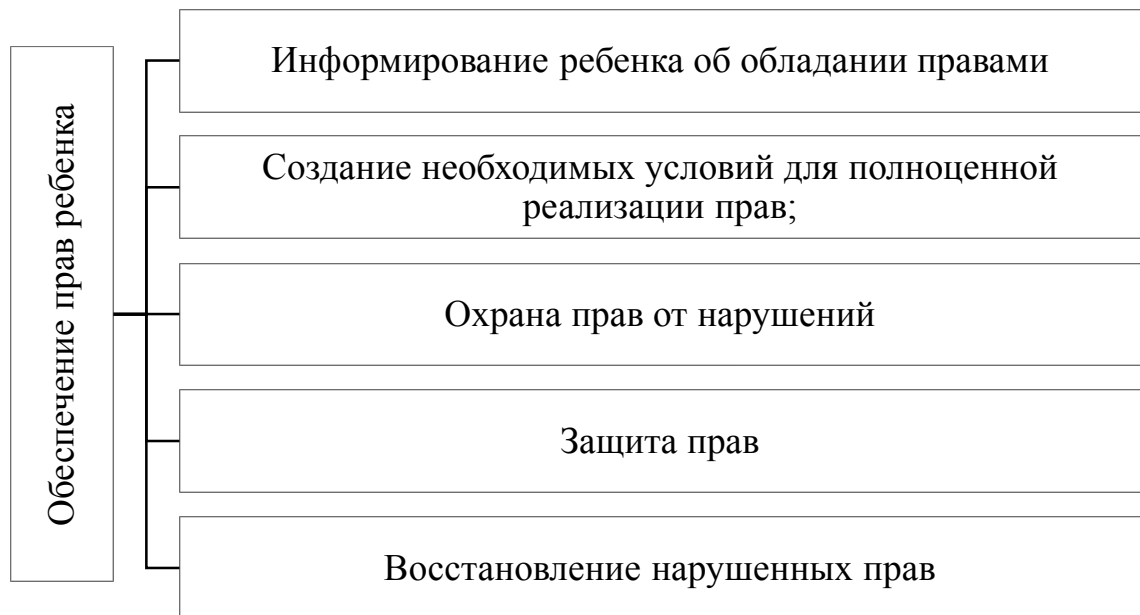 Обеспечение прав ребенка
Информирование ребенка об обладании правами
Создание необходимых условий для полноценной
реализации прав;
Охрана прав от нарушений
Защита прав
Восстановление нарушенных прав